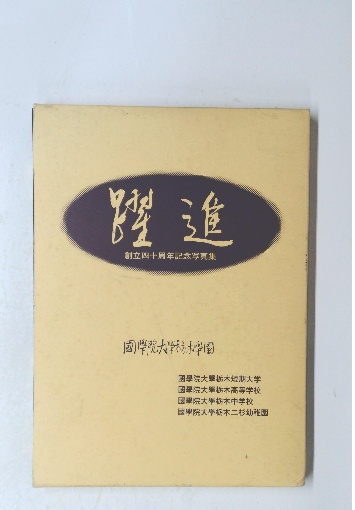 躍進
創立四十周年記念写真集
國學院大學栃木学園
國學院大學栃木短期大学
國學院大學栃木高等学校
國學院大學栃木中学校
國學院大學栃木二杉幼稚園